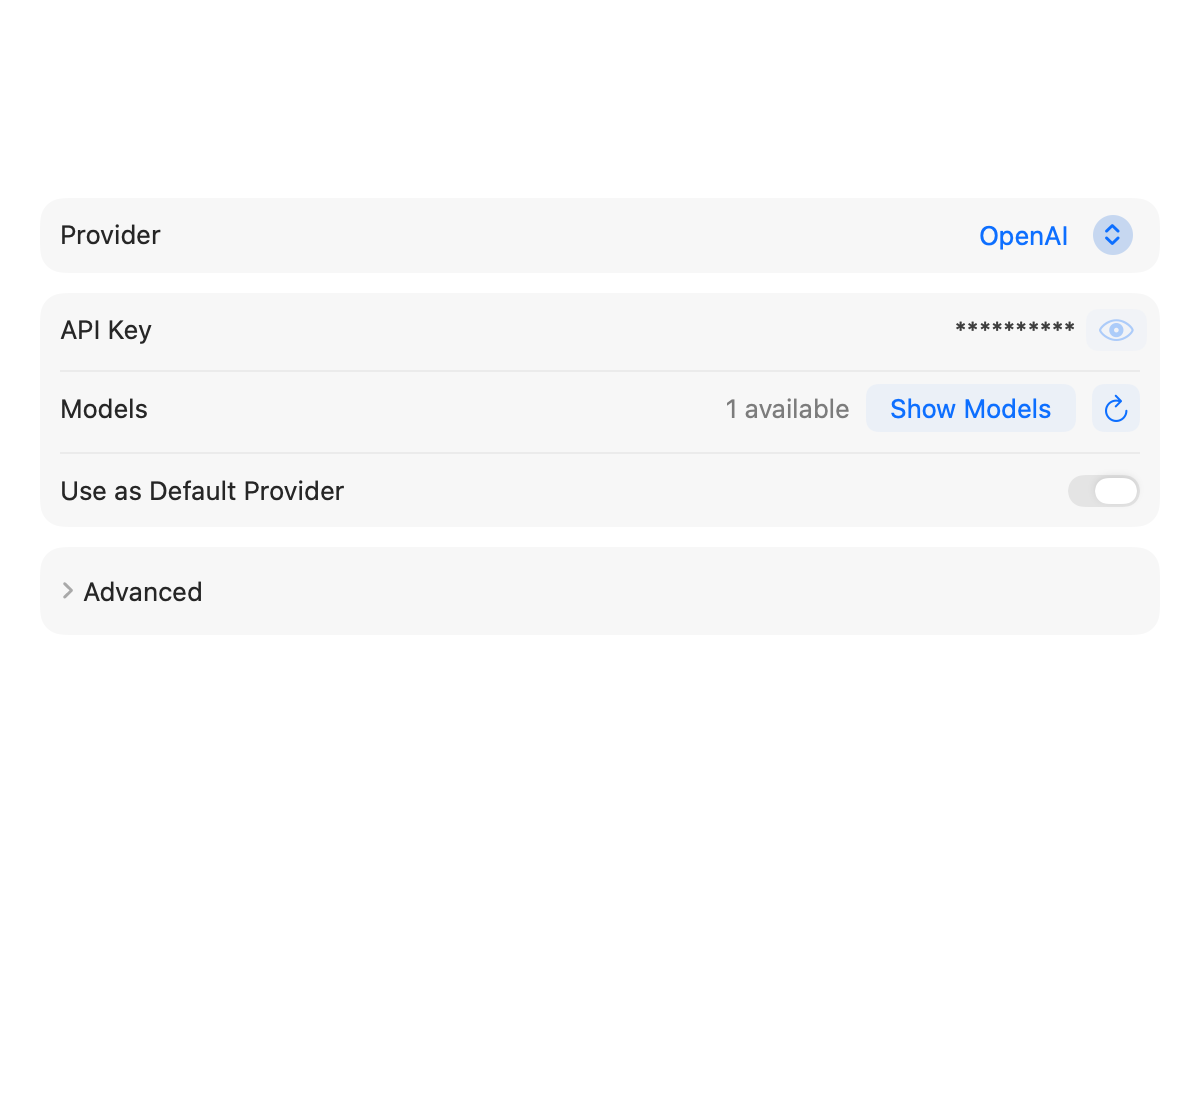 Provider OpenAI
API Key **********
Models 1 available Show Models
Use as Default Provider
Advanced